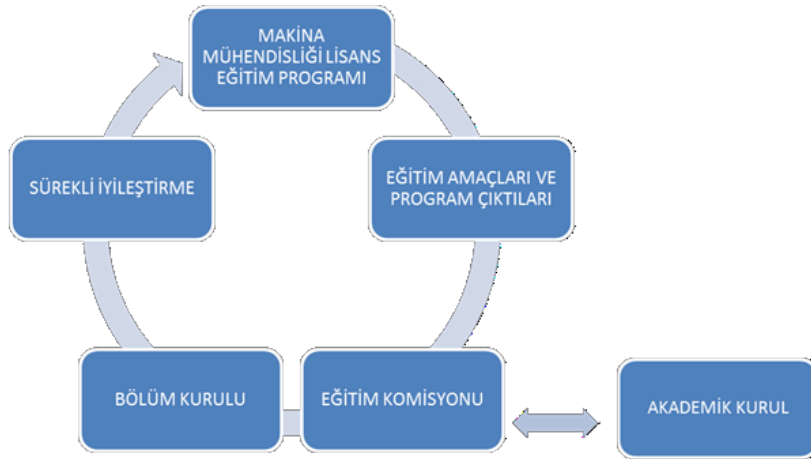 MAKİNA
MÜHENDİSLİĞİ LİSANS
EĞİTİM PROGRAMI
SÜREKLİ İYİLEŞTİRME
EĞİTİM AMAÇLARI VE
PROGRAM ÇIKTILARI
BÖLÜM KURULU
EĞİTİM KOMİSYONU
AKADEMİK KURUL